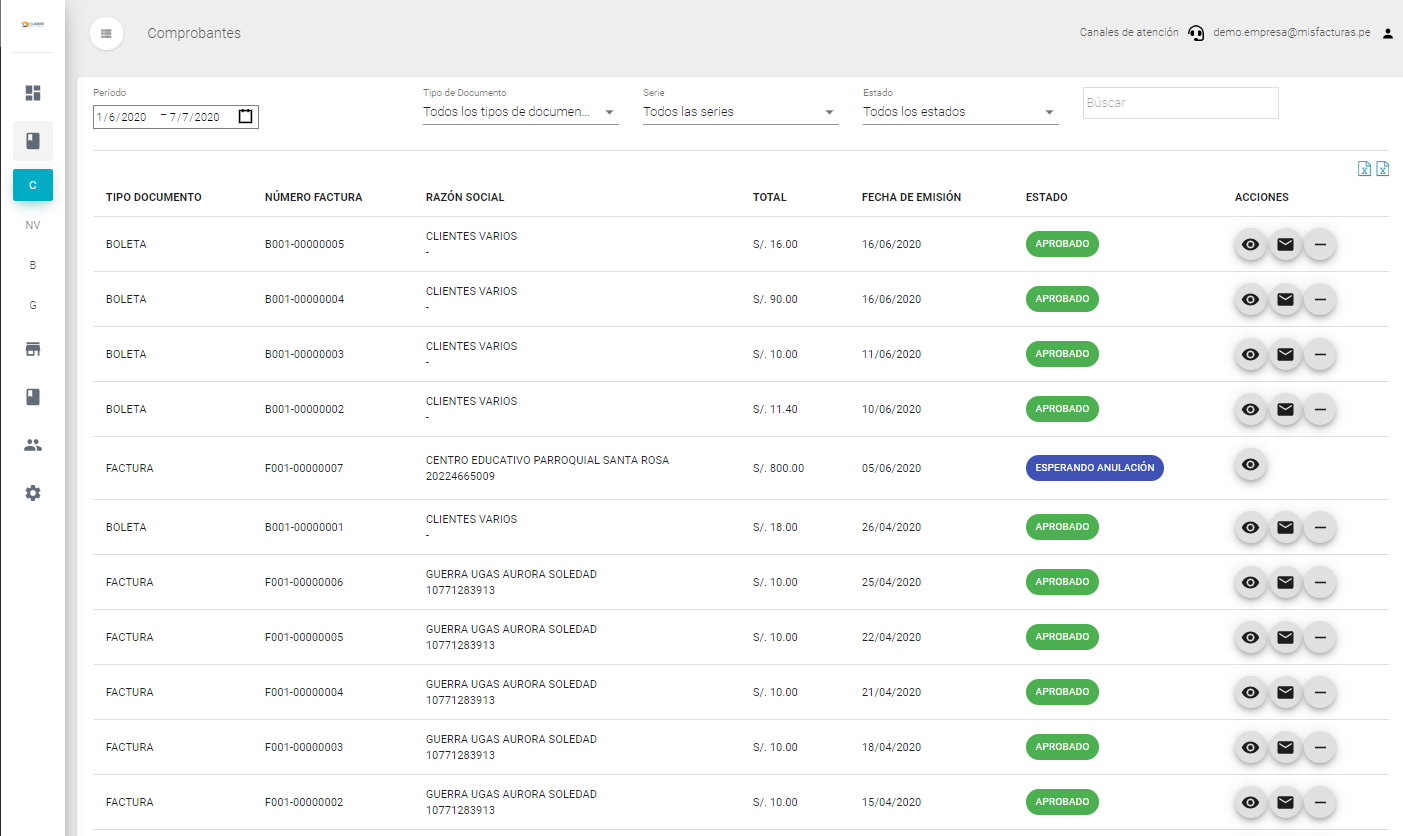 Comprobantes
Canales de atención demo.empresa@misfacturas.pe
Periodo Tipo de Documento Serie Estado
1/6/2020 – 7/7/2020 Todos los tipos de documen... Todos las series Todos los estados Búscar
C
NV
B
G
TIPO DOCUMENTO NÚMERO FACTURA RAZÓN SOCIAL TOTAL FECHA DE EMISIÓN ESTADO ACCIONES
BOLETA B001-00000005 CLIENTES VARIOS S/. 16.00 16/06/2020 APROBADO
-
BOLETA B001-00000004 CLIENTES VARIOS S/. 90.00 16/06/2020 APROBADO
-
BOLETA B001-00000003 CLIENTES VARIOS S/. 10.00 11/06/2020 APROBADO
-
BOLETA B001-00000002 CLIENTES VARIOS S/. 11.40 10/06/2020 APROBADO
-
FACTURA F001-00000007 CENTRO EDUCATIVO PARROQUIAL SANTA ROSA S/. 800.00 05/06/2020 ESPERANDO ANULACIÓN
20224665009
BOLETA B001-00000001 CLIENTES VARIOS S/. 18.00 26/04/2020 APROBADO
-
FACTURA F001-00000006 GUERRA UGAS AURORA SOLEDAD S/. 10.00 25/04/2020 APROBADO
10771283913
FACTURA F001-00000005 GUERRA UGAS AURORA SOLEDAD S/. 10.00 22/04/2020 APROBADO
10771283913
FACTURA F001-00000004 GUERRA UGAS AURORA SOLEDAD S/. 10.00 21/04/2020 APROBADO
10771283913
FACTURA F001-00000003 GUERRA UGAS AURORA SOLEDAD S/. 10.00 18/04/2020 APROBADO
10771283913
FACTURA F001-00000002 GUERRA UGAS AURORA SOLEDAD S/. 10.00 15/04/2020 APROBADO
10771283913